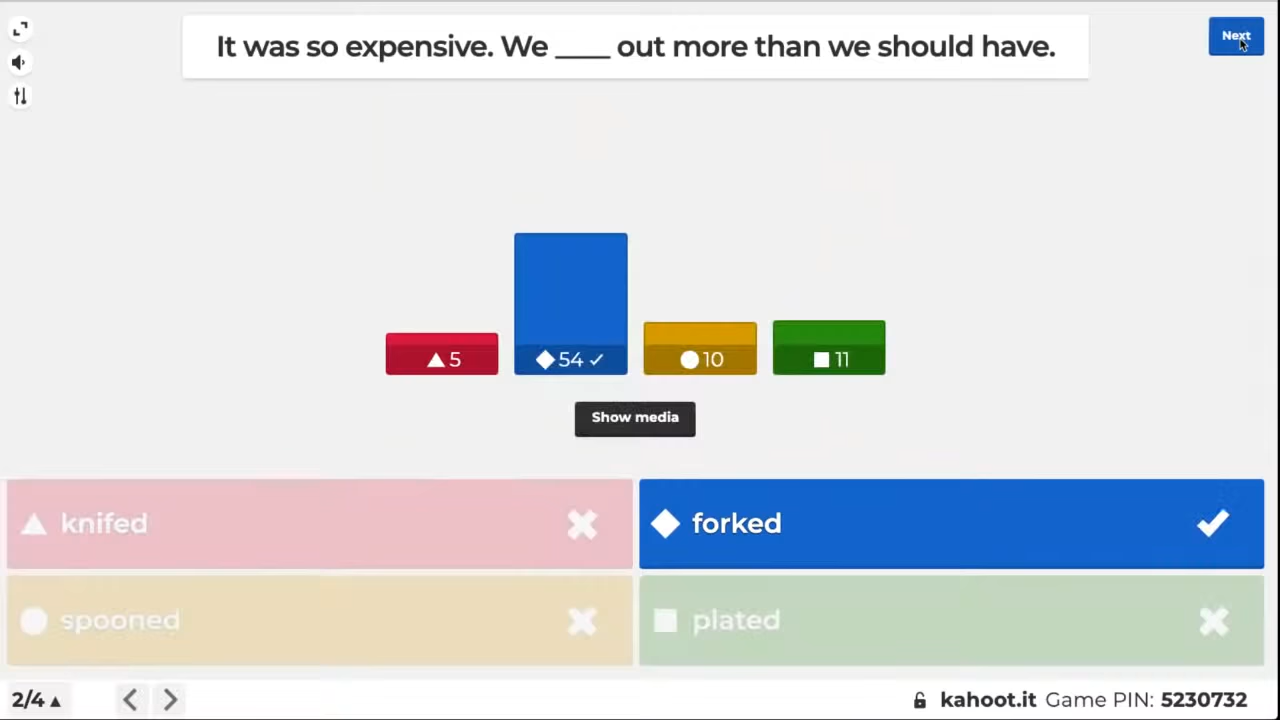 It was so expensive. We ____ out more than we should have.
Next
5
54
10
11
Show media
knifed
forked
spooned
plated
2/4
kahoot.it Game PIN: 5230732